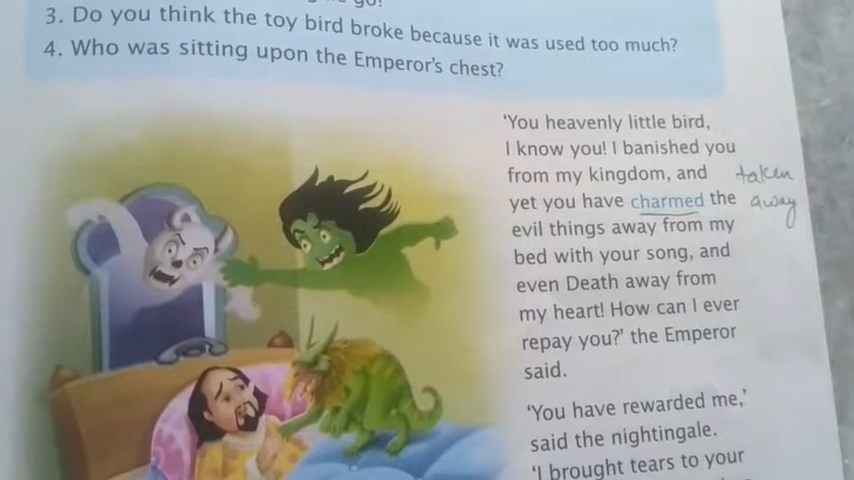 go!
3. Do you think the toy bird broke because it was used too much?
4. Who was sitting upon the Emperor's chest?
'You heavenly little bird,
I know you! I banished you
from my kingdom, and
yet you have charmed the
evil things away from my
bed with your song, and
even Death away from
my heart! How can I ever
repay you?' the Emperor
said.
'You have rewarded me,'
said the nightingale.
'I brought tears to your
taken
away